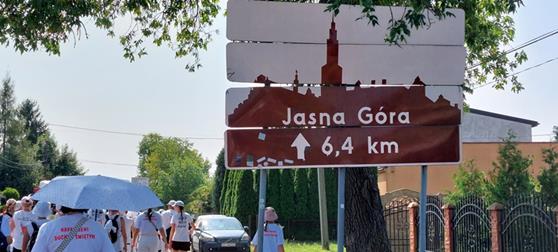 Jasna Góra
↑ 6,4 km